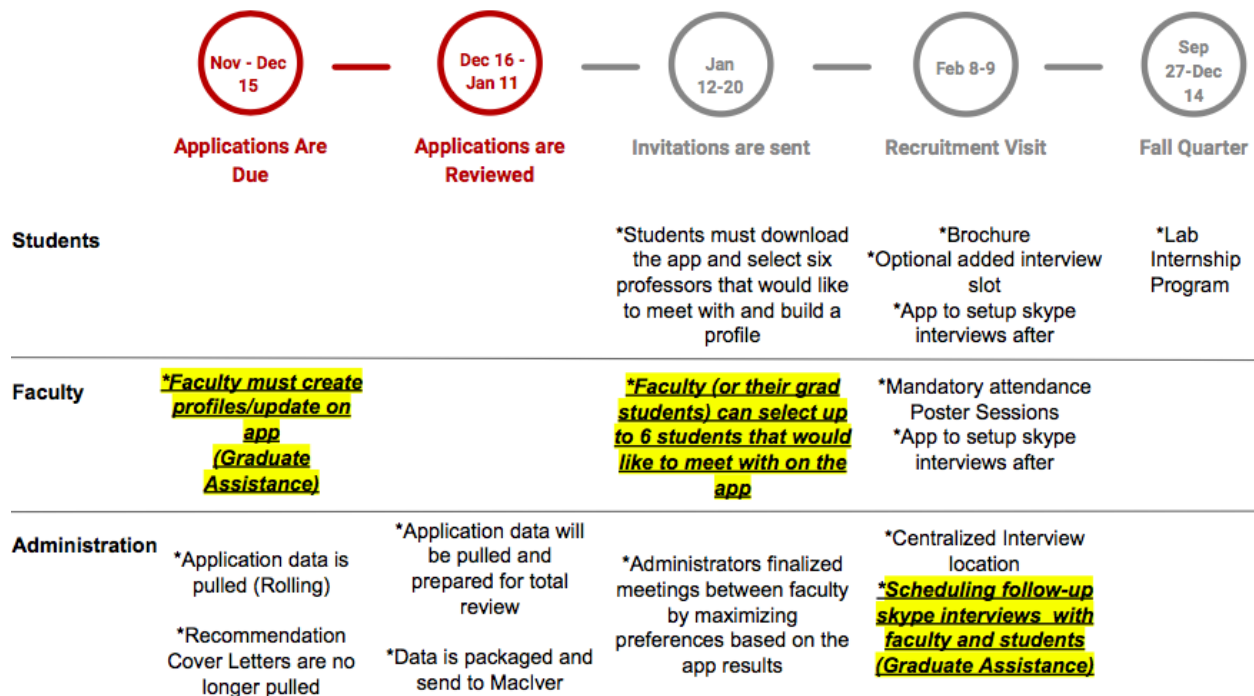 Nov - Dec
15
Dec 16 -
Jan 11
Jan
12-20
Feb 8-9
Sep
27-Dec
14
Applications Are
Due
Applications are
Reviewed
Invitations are sent
Recruitment Visit
Fall Quarter
Students
*Students must download
the app and select six
professors that would like
to meet with and build a
profile
*Brochure
*Optional added interview
slot
*App to setup skype
interviews after
*Lab
Internship
Program
Faculty
*Faculty must create
profiles/update on
app
(Graduate
Assistance)
*Faculty (or their grad
students) can select up
to 6 students that would
like to meet with on the
app
*Mandatory attendance
Poster Sessions
*App to setup skype
interviews after
Administration
*Application data is
pulled (Rolling)
*Recommendation
Cover Letters are no
longer pulled
*Application data will
be pulled and
prepared for total
review
*Data is packaged and
send to MacIver
*Administrators finalized
meetings between faculty
by maximizing
preferences based on the
app results
*Centralized Interview
location
*Scheduling follow-up
skype interviews with
faculty and students
(Graduate Assistance)